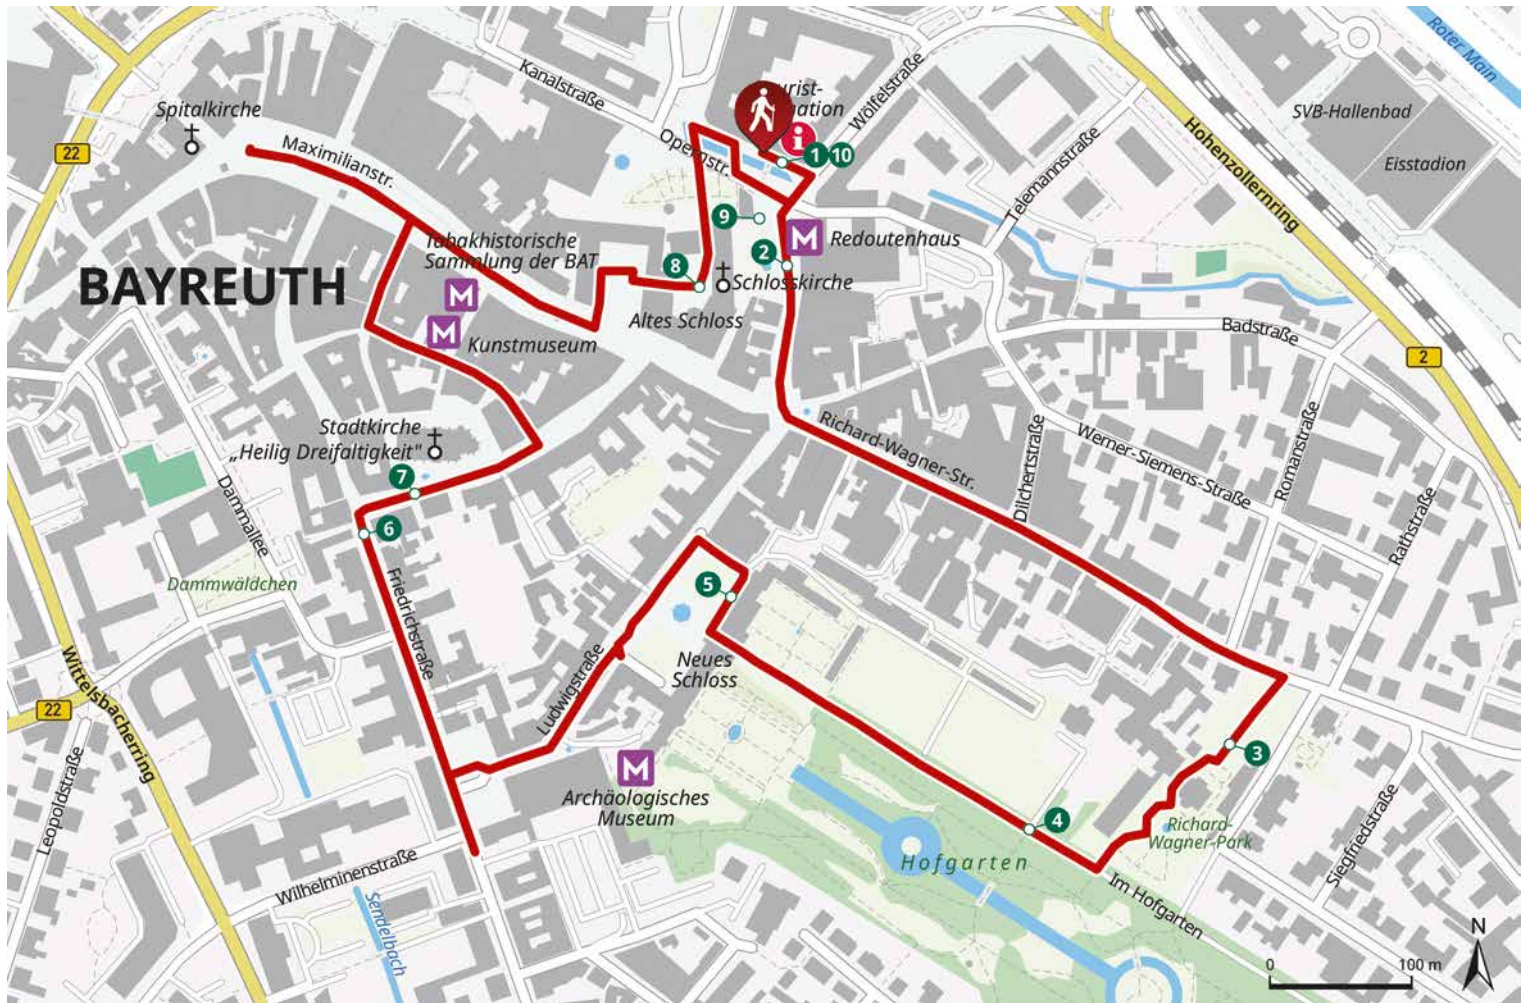 Roter Main
SVB-Hallenbad
Eisstadion
Hohenzollernring
Kanalstraße
Wölfelstraße
Spitalkirche
22
Maximilianstr.
Opernstr.
i
1 10
Telemannstraße
9
M
Redoutenhaus
2
Tabakhistorische
Sammlung der BAT
8
Schlosskirche
BAYREUTH
M
Altes Schloss
M
Kunstmuseum
Badstraße
2
Stadtkirche
„Heilig Dreifaltigkeit"
Richard-Wagner-Str.
Dilchertstraße
Werner-Siemens-Straße
Romanstraße
Rathstraße
7
6
Dammallee
Dammwäldchen
Friedrichstraße
5
Ludwigstraße
Neues
Schloss
Wittelsbacherring
22
Leopoldstraße
M
Archäologisches
Museum
3
4
Richard-
Wagner-Park
Hofgarten
Im Hofgarten
Siegfriedstraße
Wilhelminenstraße
Sendelbach
N
0 100 m